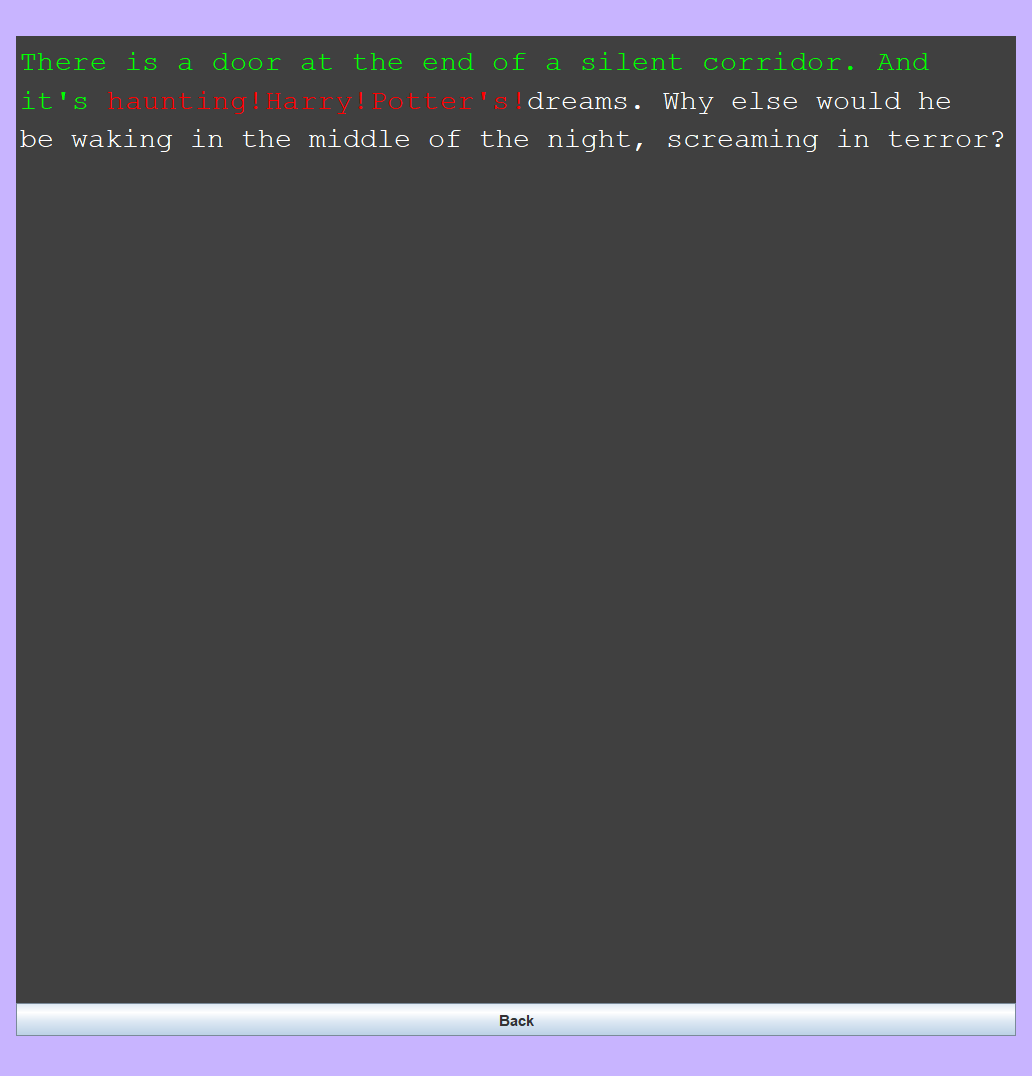 There is a door at the end of a silent corridor. And
it's haunting!Harry!Potter's!dreams. Why else would he
be waking in the middle of the night, screaming in terror?
Back